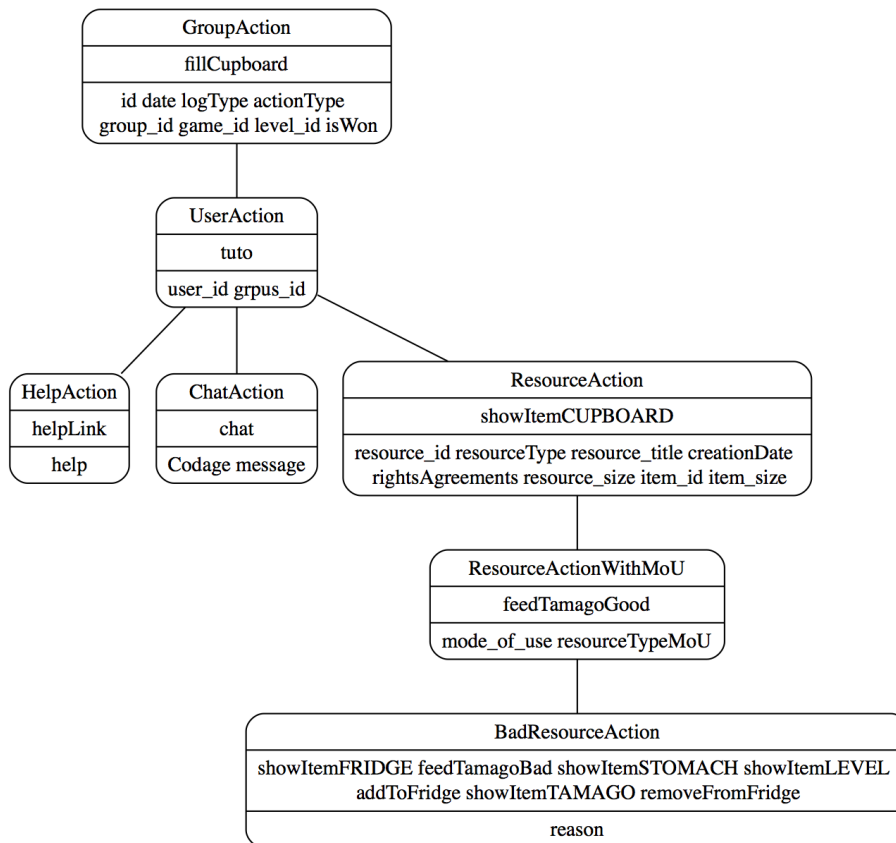 GroupAction
fillCupboard
id date logType actionType
group_id game_id level_id isWon
UserAction
tuto
user_id grpus_id
HelpAction
helpLink
help
ChatAction
chat
Codage message
ResourceAction
showItemCUPBOARD
resource_id resourceType resource_title creationDate
rightsAgreements resource_size item_id item_size
ResourceActionWithMoU
feedTamagoGood
mode_of_use resourceTypeMoU
BadResourceAction
showItemFRIDGE feedTamagoBad showItemSTOMACH showItemLEVEL
addToFridge showItemTAMAGO removeFromFridge
reason